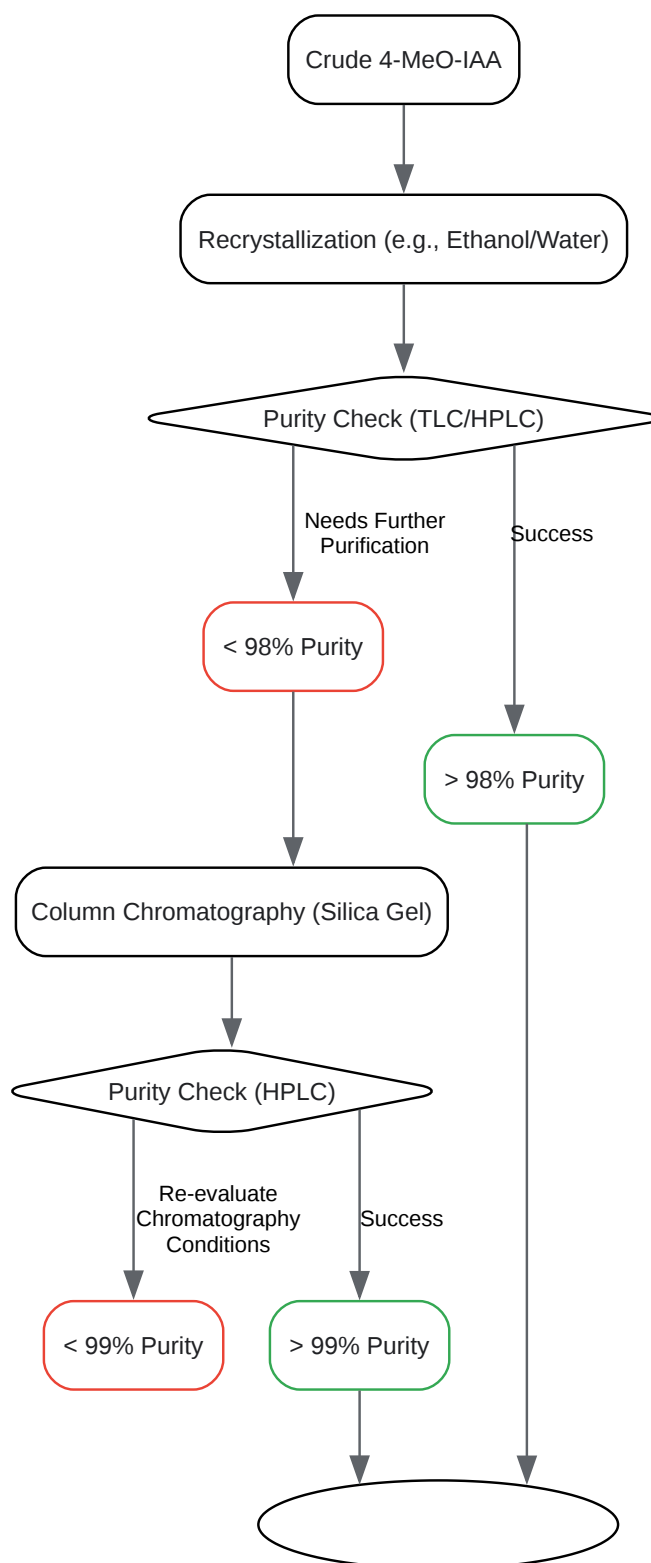 Crude 4-MeO-IAA
Recrystallization (e.g., Ethanol/Water)
Purity Check (TLC/HPLC)
Needs Further
Purification
Success
< 98% Purity
> 98% Purity
Column Chromatography (Silica Gel)
Purity Check (HPLC)
Re-evaluate
Chromatography
Conditions
Success
< 99% Purity
> 99% Purity